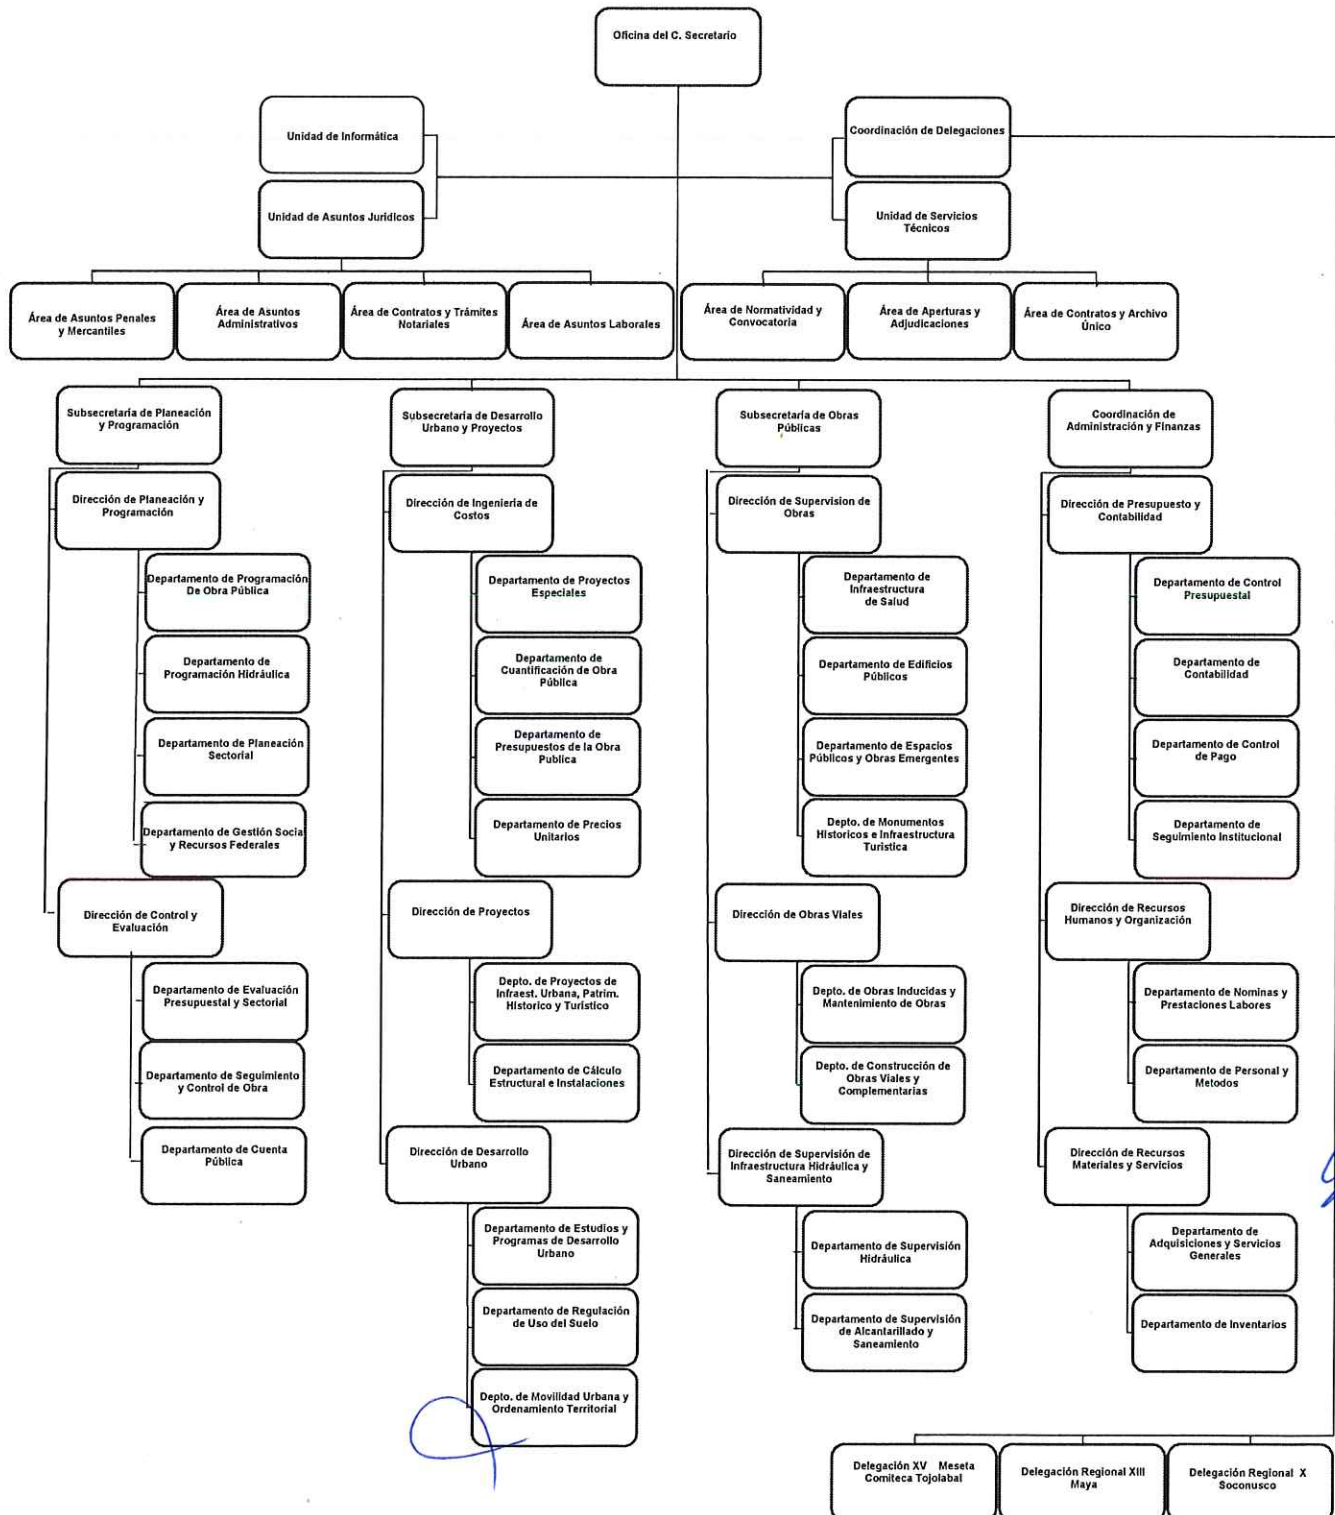 Oficina del C. Secretario
Unidad de Informática
Coordinación de Delegaciones
Unidad de Asuntos Juridicos
Unidad de Servicios
Técnicos
Área de Asuntos Penales
y Mercantiles
Área de Asuntos
Administrativos
Área de Contratos y Trámites
Notariales
Área de Asuntos Laborales
Área de Normatividad y
Convocatoria
Área de Aperturas y
Adjudicaciones
Área de Contratos y Archivo
Único
Subsecretaria de Planeación
y Programación
Dirección de Planeación y
Programación
Departamento de Programación
De Obra Pública
Departamento de
Programación Hidráulica
Departamento de Planeación
Sectorial
Departamento de Gestión Socia
y Recursos Federales
Dirección de Control y
Evaluación
Departamento de Evaluación
Presupuestal y Sectorial
Departamento de Seguimiento
y Control de Obra
Departamento de Cuenta
Pública
Subsecretaria de Desarrollo
Urbano y Proyectos
Dirección de Ingenieria de
Costos
Departamento de Proyectos
Especiales
Departamento de
Cuantificación de Obra
Pública
Departamento de
Presupuestos de la Obra
Publica
Departamento de Precios
Unitarios
Dirección de Proyectos
Depto. de Proyectos de
Infraest. Urbana, Patrim.
Historico y Turistico
Departamento de Cálculo
Estructural e Instalaciones
Dirección de Desarrollo
Urbano
Departamento de Estudios y
Programas de Desarrollo
Urbano
Departamento de Regulación
de Uso del Suelo
Depto. de Movilidad Urbana y
Ordenamiento Territorial
Subsecretaria de Obras
Públicas
Dirección de Supervision de
Obras
Departamento de
Infraestructura
de Salud
Departamento de Edificios
Públicos
Departamento de Espacios
Públicos y Obras Emergentes
Depto. de Monumentos
Historicos e Infraestructura
Turistica
Dirección de Obras Viales
Depto. de Obras Inducidas y
Mantenimiento de Obras
Depto. de Construcción de
Obras Viales y
Complementarias
Dirección de Supervisión de
Infraestructura Hidráulica y
Saneamiento
Departamento de Supervisión
Hidráulica
Departamento de Supervisión
de Alcantarillado y
Saneamiento
Coordinación de
Administración y Finanzas
Dirección de Presupuesto y
Contabilidad
Departamento de Control
Presupuestal
Departamento de
Contabilidad
Departamento de Control
de Pago
Departamento de
Seguimiento Institucional
Dirección de Recursos
Humanos y Organización
Departamento de Nominas y
Prestaciones Labores
Departamento de Personal y
Metodos
Dirección de Recursos
Materiales y Servicios
Departamento de
Adquisiciones y Servicios
Generales
Departamento de Inventarios
Delegación XV Meseta
Comiteca Tojolabal
Delegación Regional XIII
Maya
Delegación Regional X
Soconusco